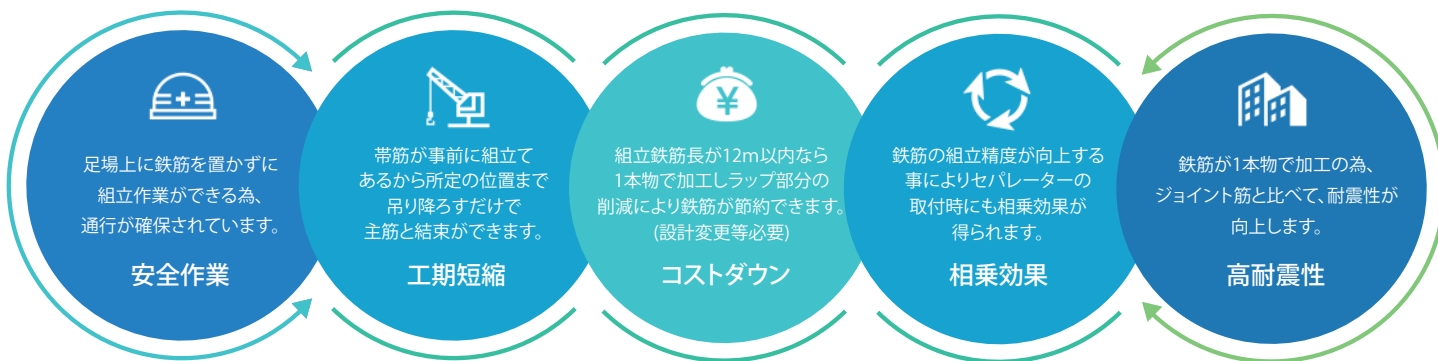 足場上に鉄筋を置かずに
組立作業ができる為、
通行が確保されています。
安全作業
帯筋が事前に組立て
あるから所定の位置まで
吊り降ろすだけで
主筋と結束ができます。
工期短縮
¥
組立鉄筋長が12m以内なら
1本物で加工しラップ部分の
削減により鉄筋が節約できます。
(設計変更等必要)
コストダウン
鉄筋の組立精度が向上する
事によりセパレーターの
取付時にも相乗効果が
得られます。
相乗効果
鉄筋が1本物で加工の為、
ジョイント筋と比べて、耐震性が
向上します。
高耐震性